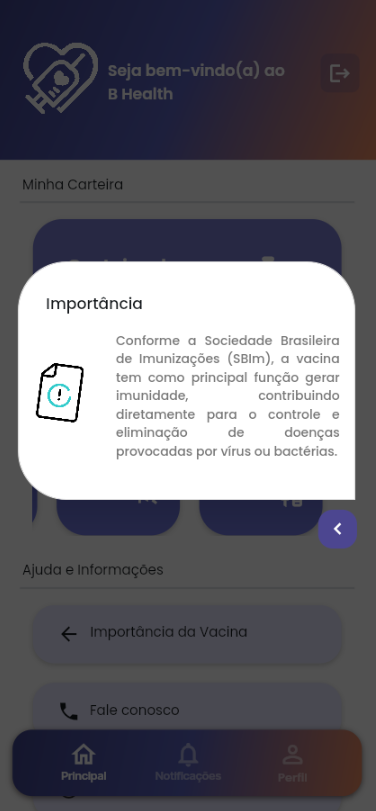 Seja bem-vindo(a) ao
B Health
Minha Carteira
Importância
Conforme a Sociedade Brasileira
de Imunizações (SBIm), a vacina
tem como principal função gerar
imunidade, contribuindo
diretamente para o controle e
eliminação de doenças
provocadas por vírus ou bactérias.
Ajuda e Informações
Importância da Vacina
Fale conosco
Principal
Notificações
Perfil